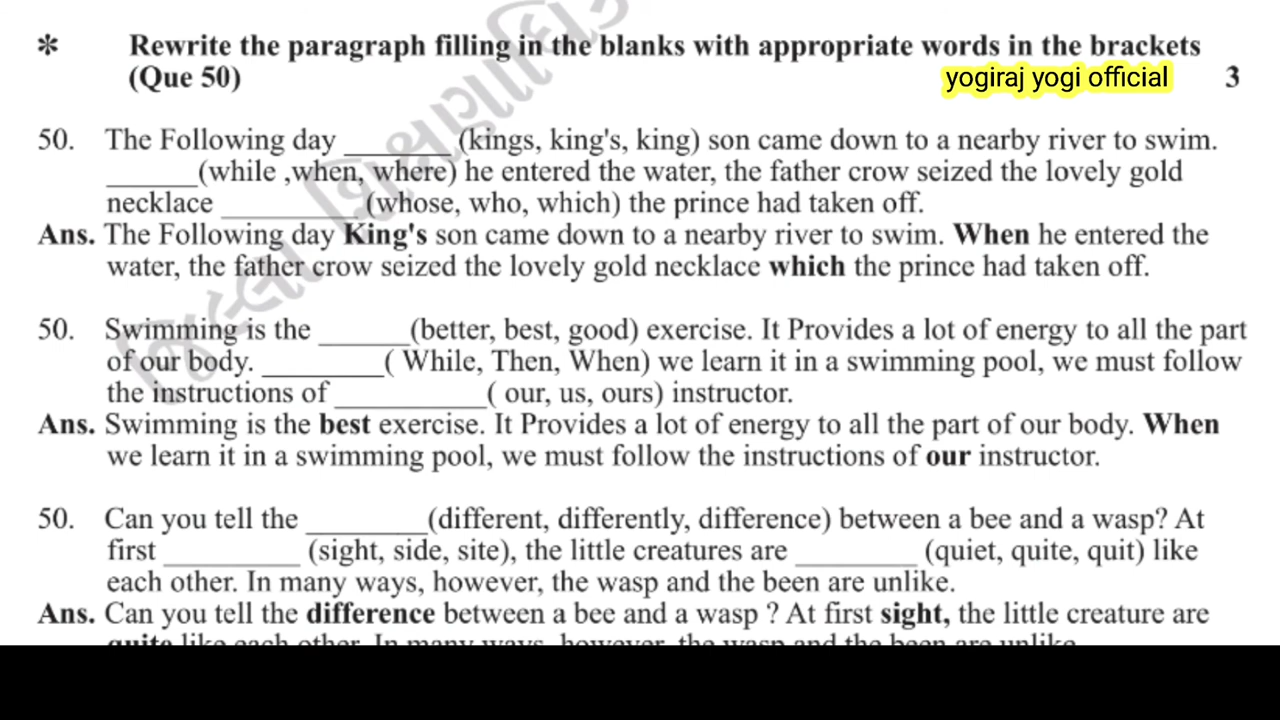 * Rewrite the paragraph filling in the blanks with appropriate words in the brackets
(Que 50) yogiraj yogi official 3
50. The Following day ________ (kings, king's, king) son came down to a nearby river to swim.
_______(while ,when, where) he entered the water, the father crow seized the lovely gold
necklace __________ (whose, who, which) the prince had taken off.
Ans. The Following day King's son came down to a nearby river to swim. When he entered the
water, the father crow seized the lovely gold necklace which the prince had taken off.
50. Swimming is the _______(better, best, good) exercise. It Provides a lot of energy to all the part
of our body. _________( While, Then, When) we learn it in a swimming pool, we must follow
the instructions of ___________( our, us, ours) instructor.
Ans. Swimming is the best exercise. It Provides a lot of energy to all the part of our body. When
we learn it in a swimming pool, we must follow the instructions of our instructor.
50. Can you tell the _________(different, differently, difference) between a bee and a wasp? At
first __________ (sight, side, site), the little creatures are _________ (quiet, quite, quit) like
each other. In many ways, however, the wasp and the been are unlike.
Ans. Can you tell the difference between a bee and a wasp ? At first sight, the little creature are
quite like each other. In many ways, however, the wasp and the been are unlike.
જિલ્લા શિક્ષણાધિ